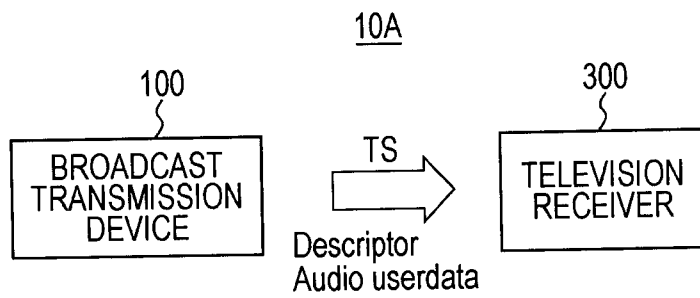 10A
100
BROADCAST
TRANSMISSION
DEVICE
TS
Descriptor
Audio userdata
300
TELEVISION
RECEIVER